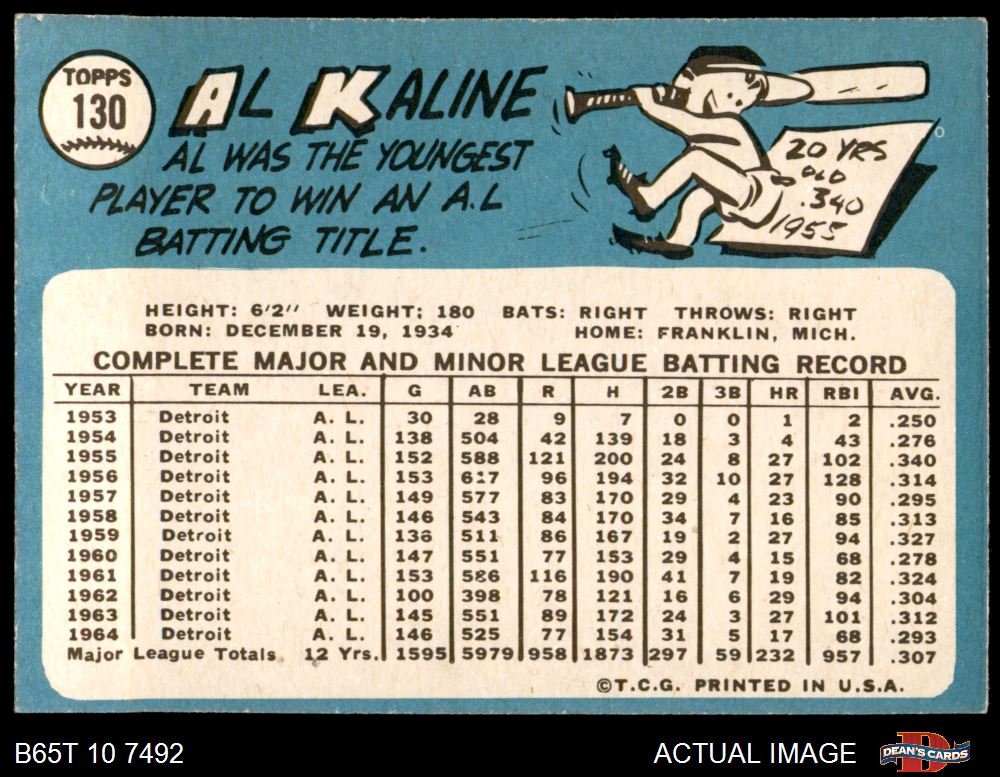 TOPPS
130
AL KALINE
AL WAS THE YOUNGEST
PLAYER TO WIN AN A.L
BATTING TITLE.
20 YRS
OLD
.340
1955
HEIGHT: 6'2" WEIGHT; 180 BATS: RIGHT THROWS: RIGHT
BORN: DECEMBER 19, 1934 HOME: FRANKLIN, MICH.
COMPLETE MAJOR AND MINOR LEAGUE BATTING RECORD
YEAR TEAM LEA. G AB R H 2B 3B HR RBI AVG.
1953 Detroit A. L. 30 28 9 7 0 0 1 2 .250
1954 Detroit A. L. 138 504 42 139 18 3 4 43 .276
1955 Detroit A. L. 152 588 121 200 24 8 27 102 .340
1956 Detroit A. L. 153 617 96 194 32 10 27 128 .314
1957 Detroit A. L. 149 577 83 170 29 4 23 90 .295
1958 Detroit A. L. 146 543 84 170 34 7 16 85 .313
1959 Detroit A. L. 136 511 86 167 19 2 27 94 .327
1960 Detroit A. L. 147 551 77 153 29 4 15 68 .278
1961 Detroit A. L. 153 586 116 190 41 7 19 82 .324
1962 Detroit A. L. 100 398 78 121 16 6 29 94 .304
1963 Detroit A. L. 145 551 89 172 24 3 27 101 .312
1964 Detroit A. L. 146 525 77 154 31 5 17 68 .293
Major League Totals 12 Yrs. 1595 5979 958 1873 297 59 232 957 .307
©T.C.G. PRINTED IN U.S.A.
B65T 10 7492 ACTUAL IMAGE DEAN'S CARDS